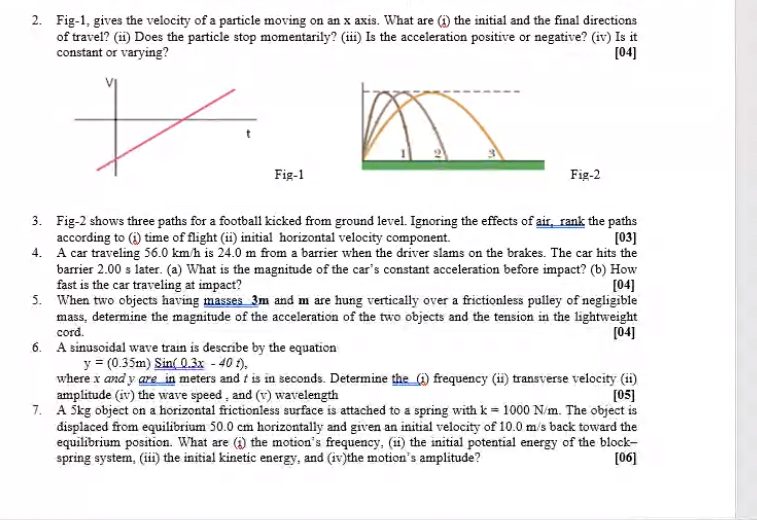 2. Fig-1, gives the velocity of a particle moving on an x axis. What are (i) the initial and the final directions
of travel? (ii) Does the particle stop momentarily? (iii) Is the acceleration positive or negative? (iv) Is it
constant or varying? [04]
V
t
1 2 3
Fig-1
Fig-2
3. Fig-2 shows three paths for a football kicked from ground level. Ignoring the effects of air, rank the paths
according to (i) time of flight (ii) initial horizontal velocity component. [03]
4. A car traveling 56.0 km/h is 24.0 m from a barrier when the driver slams on the brakes. The car hits the
barrier 2.00 s later. (a) What is the magnitude of the car's constant acceleration before impact? (b) How
fast is the car traveling at impact? [04]
5. When two objects having masses 3m and m are hung vertically over a frictionless pulley of negligible
mass, determine the magnitude of the acceleration of the two objects and the tension in the lightweight
cord. [04]
6. A sinusoidal wave train is describe by the equation
y = (0.35m) Sin( 0.3x - 40 t),
where x and y are in meters and t is in seconds. Determine the (i) frequency (ii) transverse velocity (ii)
amplitude (iv) the wave speed , and (v) wavelength [05]
7. A 5kg object on a horizontal frictionless surface is attached to a spring with k = 1000 N/m. The object is
displaced from equilibrium 50.0 cm horizontally and given an initial velocity of 10.0 m/s back toward the
equilibrium position. What are (i) the motion's frequency, (ii) the initial potential energy of the block–
spring system, (iii) the initial kinetic energy, and (iv)the motion's amplitude? [06]